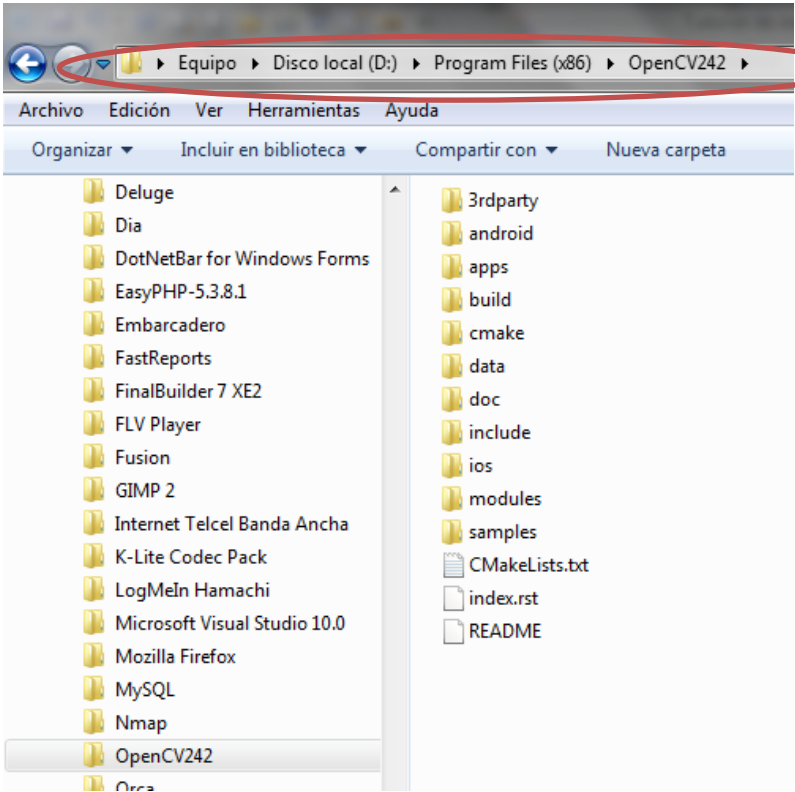 Equipo Disco local (D:) Program Files (x86) OpenCV242
Archivo Edición Ver Herramientas Ayuda
Organizar Incluir en biblioteca Compartir con Nueva carpeta
Deluge
Dia
DotNetBar for Windows Forms
EasyPHP-5.3.8.1
Embarcadero
FastReports
FinalBuilder 7 XE2
FLV Player
Fusion
GIMP 2
Internet Telcel Banda Ancha
K-Lite Codec Pack
LogMeIn Hamachi
Microsoft Visual Studio 10.0
Mozilla Firefox
MySQL
Nmap
OpenCV242
Orca
3rdparty
android
apps
build
cmake
data
doc
include
ios
modules
samples
CMakeLists.txt
index.rst
README